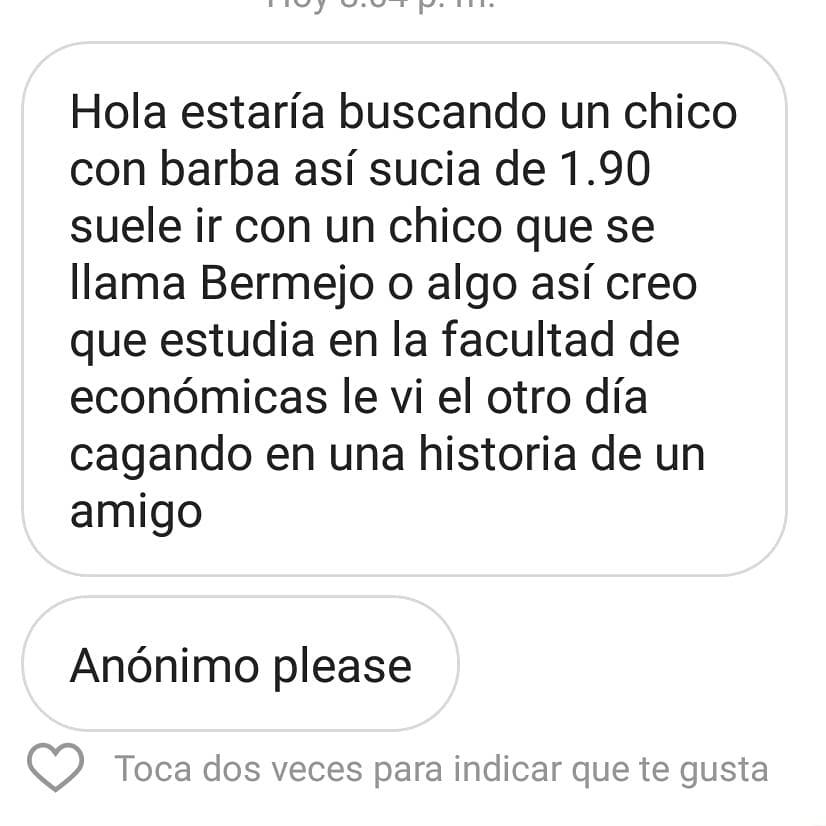 Hola estaría buscando un chico
con barba así sucia de 1.90
suele ir con un chico que se
llama Bermejo o algo así creo
que estudia en la facultad de
económicas le vi el otro día
cagando en una historia de un
amigo
Anónimo please
Toca dos veces para indicar que te gusta